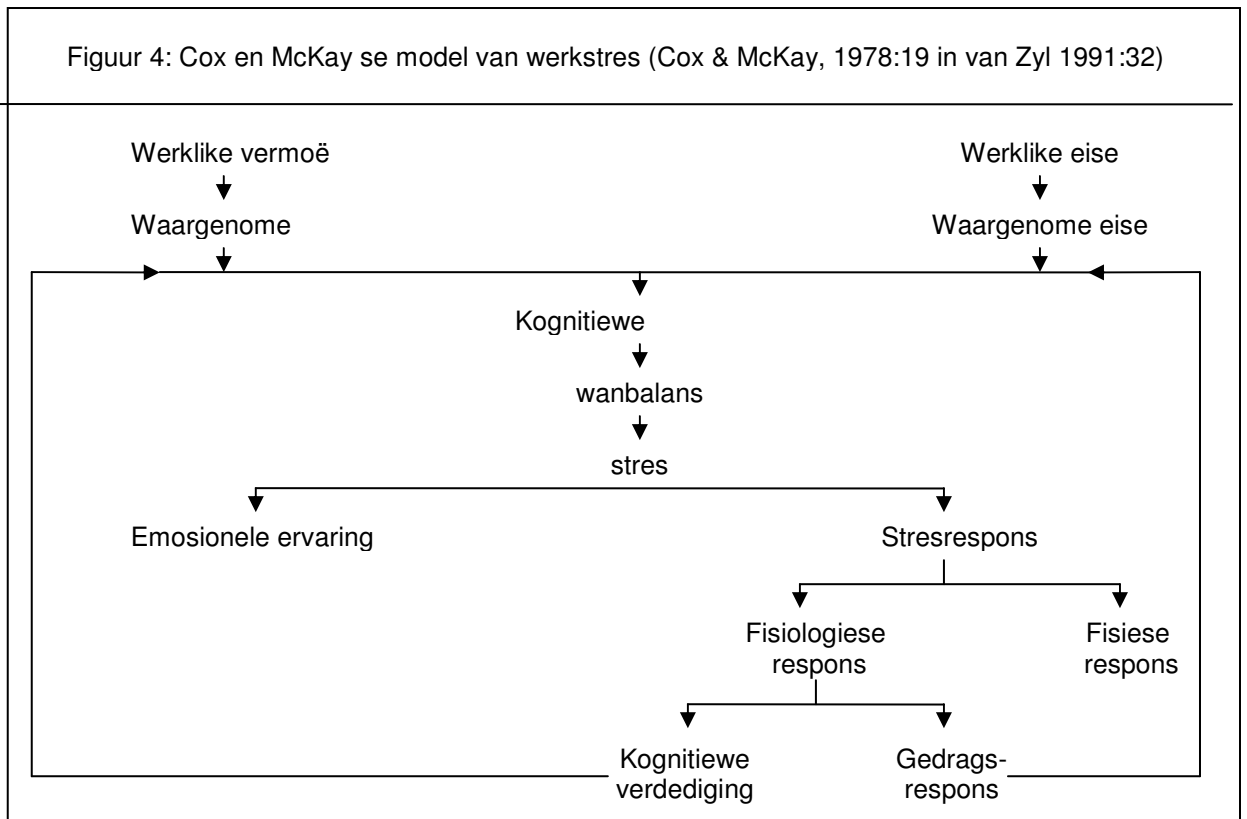 Figuur 4: Cox en McKay se model van werkstres (Cox & McKay, 1978:19 in van Zyl 1991:32)
Werklike vermoë
Werklike eise
Waargenome
Waargenome eise
Kognitiewe
wanbalans
stres
Emosionele ervaring
Stresrespons
Fisiologiese
respons
Fisiese
respons
Kognitiewe
verdediging
Gedrags-
respons